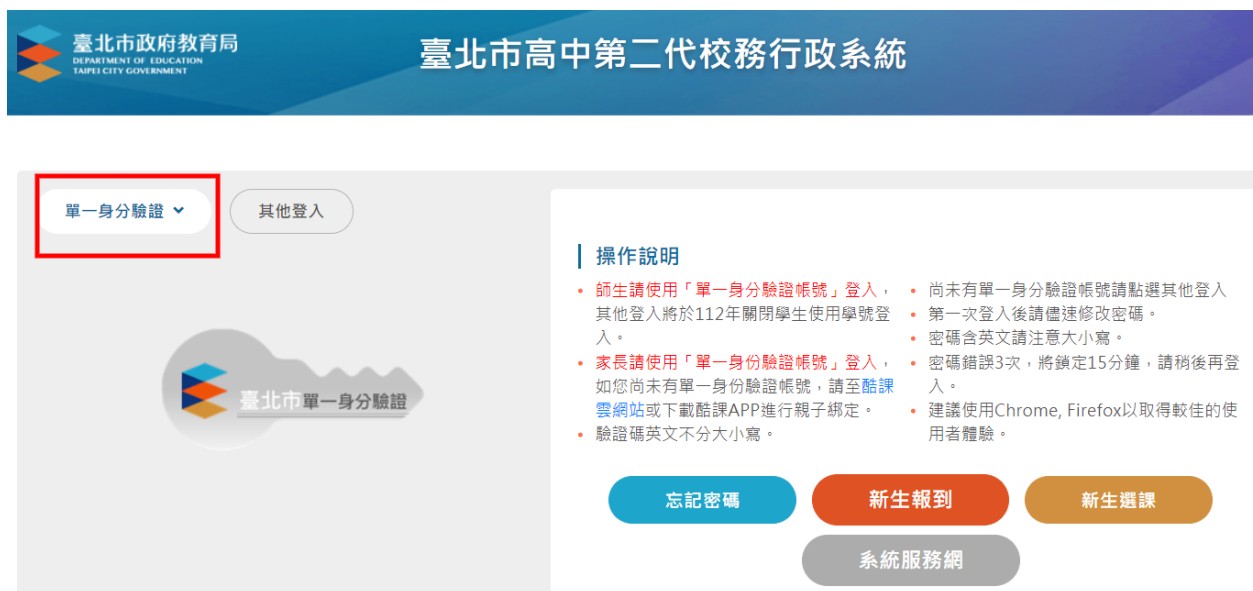 臺北市政府教育局
DEPARTMENT OF EDUCATION
TAIPEI CITY GOVERNMENT
臺北市高中第二代校務行政系統
單一身分驗證
其他登入
臺北市單一身分驗證
操作說明
師生請使用「單一身分驗證帳號」登入，
其他登入將於112年關閉學生使用學號登
入。
家長請使用「單一身份驗證帳號」登入，
如您尚未有單一身份驗證帳號，請至酷課
雲網站或下載酷課APP進行親子綁定。
驗證碼英文不分大小寫。
尚未有單一身分驗證帳號請點選其他登入
第一次登入後請儘速修改密碼。
密碼含英文請注意大小寫。
密碼錯誤3次，將鎖定15分鐘，請稍後再登
入。
建議使用Chrome, Firefox以取得較佳的使
用者體驗。
忘記密碼
新生報到
新生選課
系統服務網